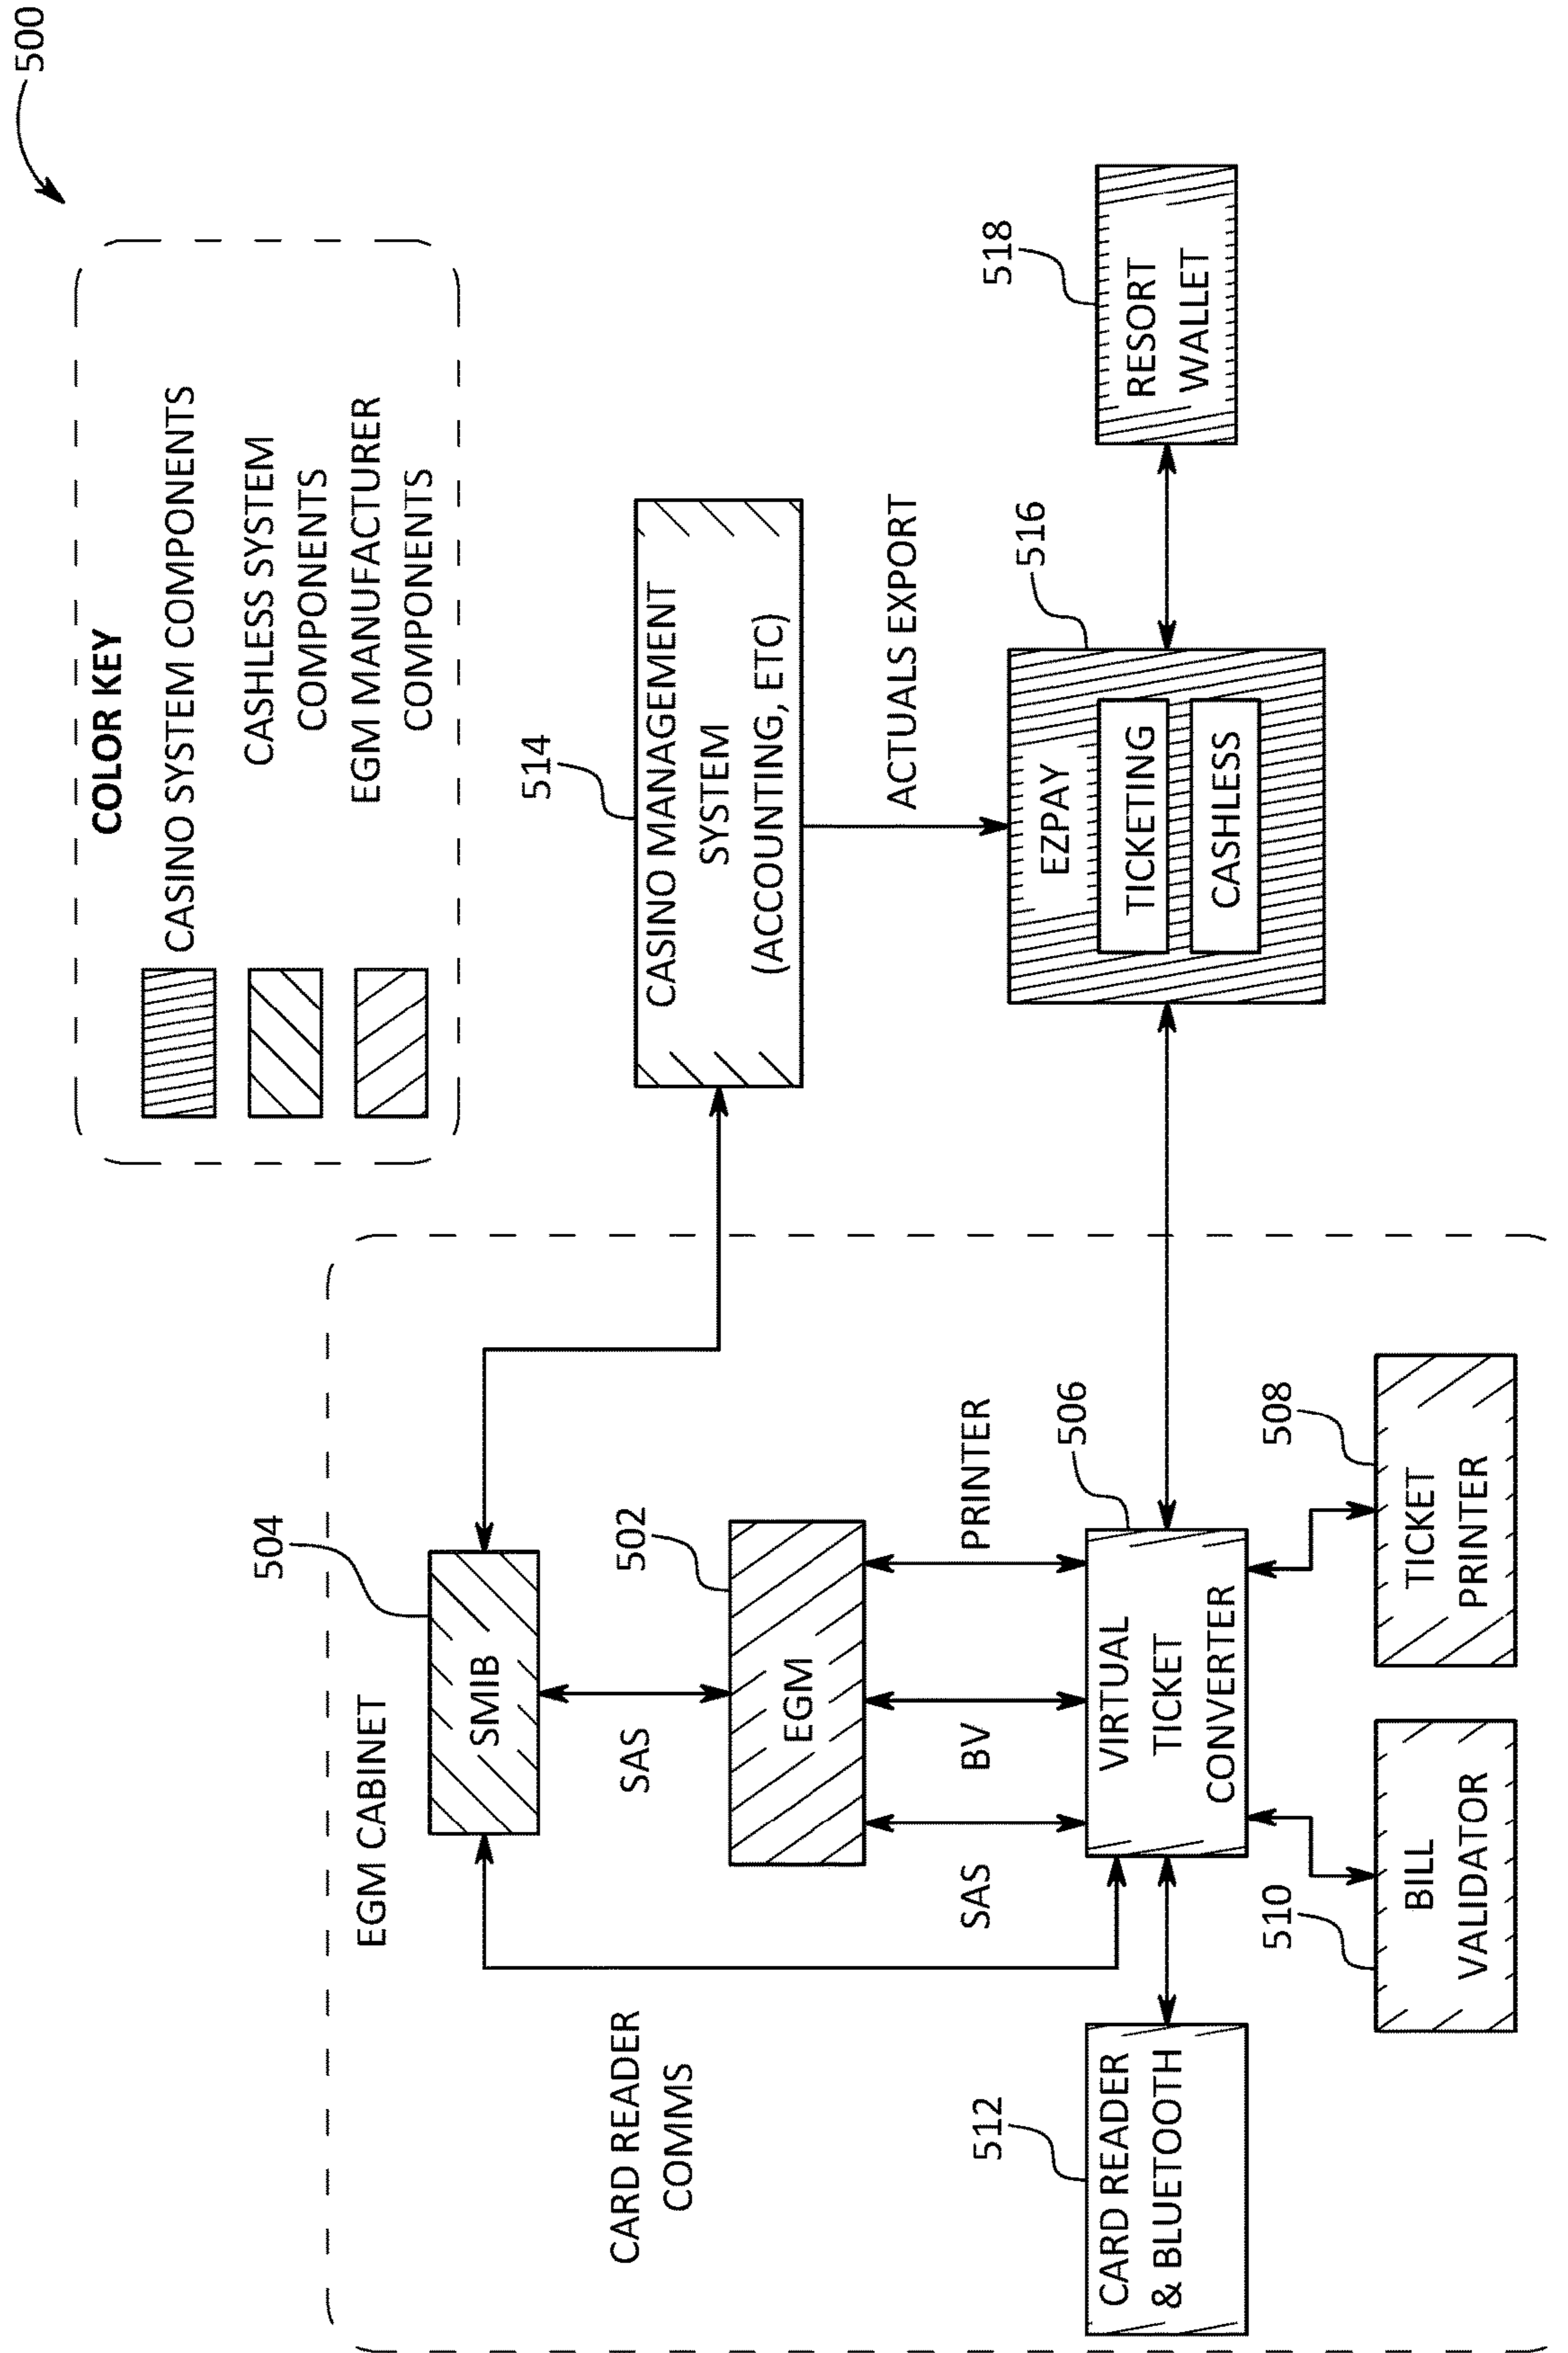 500
COLOR KEY
CASINO SYSTEM COMPONENTS
CASHLESS SYSTEM
COMPONENTS
EGM MANUFACTURER
COMPONENTS
EGM CABINET
504
SMIB
SAS
502
EGM
CARD READER
COMMS
SAS
BV
PRINTER
506
VIRTUAL
TICKET
CONVERTER
512
CARD READER
& BLUETOOTH
510
BILL
VALIDATOR
508
TICKET
PRINTER
514
CASINO MANAGEMENT
SYSTEM
(ACCOUNTING, ETC)
ACTUALS EXPORT
516
EZPAY
TICKETING
CASHLESS
518
RESORT
WALLET